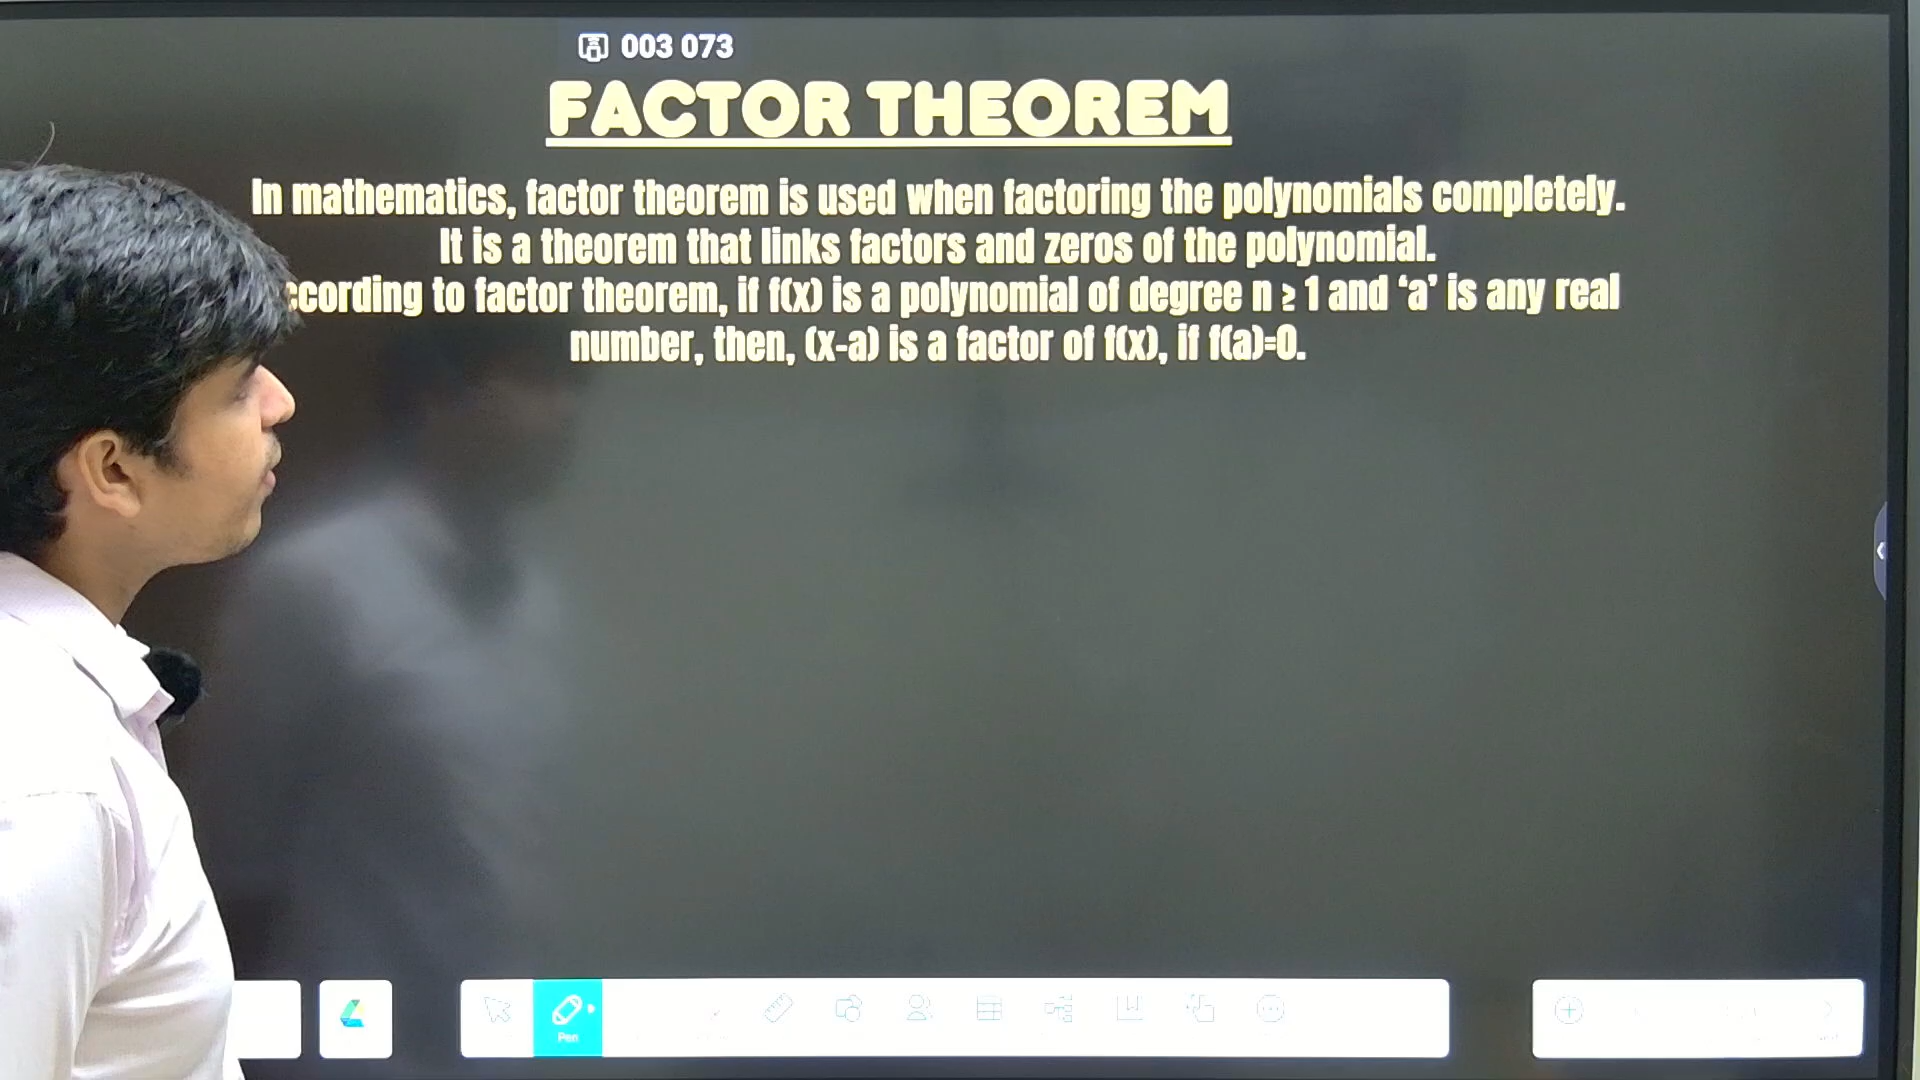 003 073
FACTOR THEOREM
In mathematics, factor theorem is used when factoring the polynomials completely.
It is a theorem that links factors and zeros of the polynomial.
ccording to factor theorem, if f(x) is a polynomial of degree n ≥ 1 and ‘a’ is any real
number, then, (x-a) is a factor of f(x), if f(a)=0.
Pen